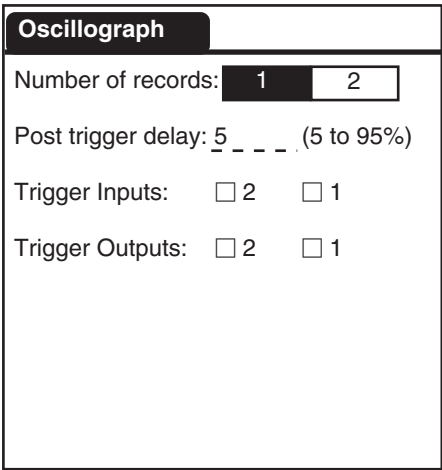 Oscillograph
Number of records: 1 2
Post trigger delay: 5 _ _ _ (5 to 95%)
Trigger Inputs: ☐ 2 ☐ 1
Trigger Outputs: ☐ 2 ☐ 1